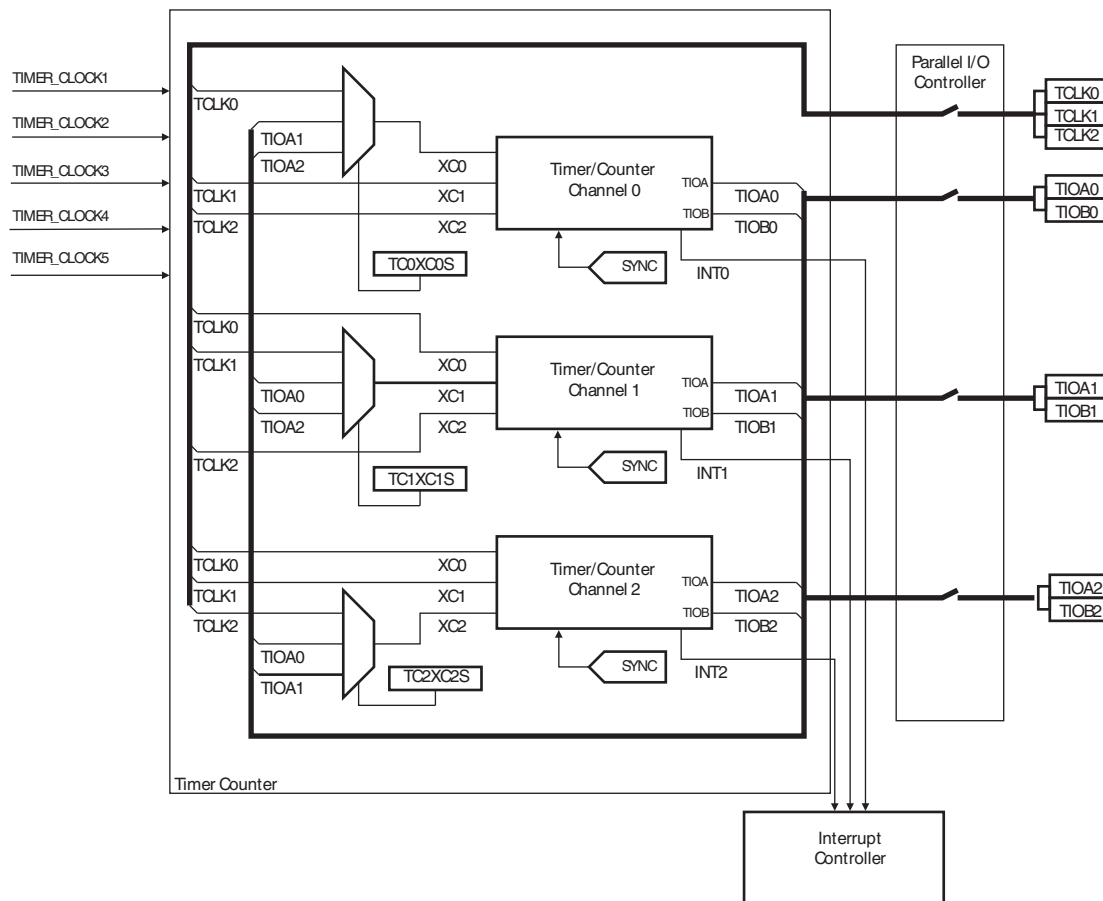 TIMER_CLOCK1
TIMER_CLOCK2
TIMER_CLOCK3
TIMER_CLOCK4
TIMER_CLOCK5
TCLK0
TIOA1
TIOA2
TCLK1
TCLK2
XC0
XC1
XC2
TC0XC0S
Timer/Counter
Channel 0
TIOA
TIOB
TIOA0
TIOB0
SYNC
INT0
TCLK0
TCLK1
TIOA0
TIOA2
TCLK2
XC0
XC1
XC2
TC1XC1S
Timer/Counter
Channel 1
TIOA
TIOB
TIOA1
TIOB1
SYNC
INT1
TCLK0
TCLK1
TCLK2
TIOA0
TIOA1
XC0
XC1
XC2
TC2XC2S
Timer/Counter
Channel 2
TIOA
TIOB
TIOA2
TIOB2
SYNC
INT2
Timer Counter
Parallel I/O
Controller
TCLK0
TCLK1
TCLK2
TIOA0
TIOB0
TIOA1
TIOB1
TIOA2
TIOB2
Interrupt
Controller